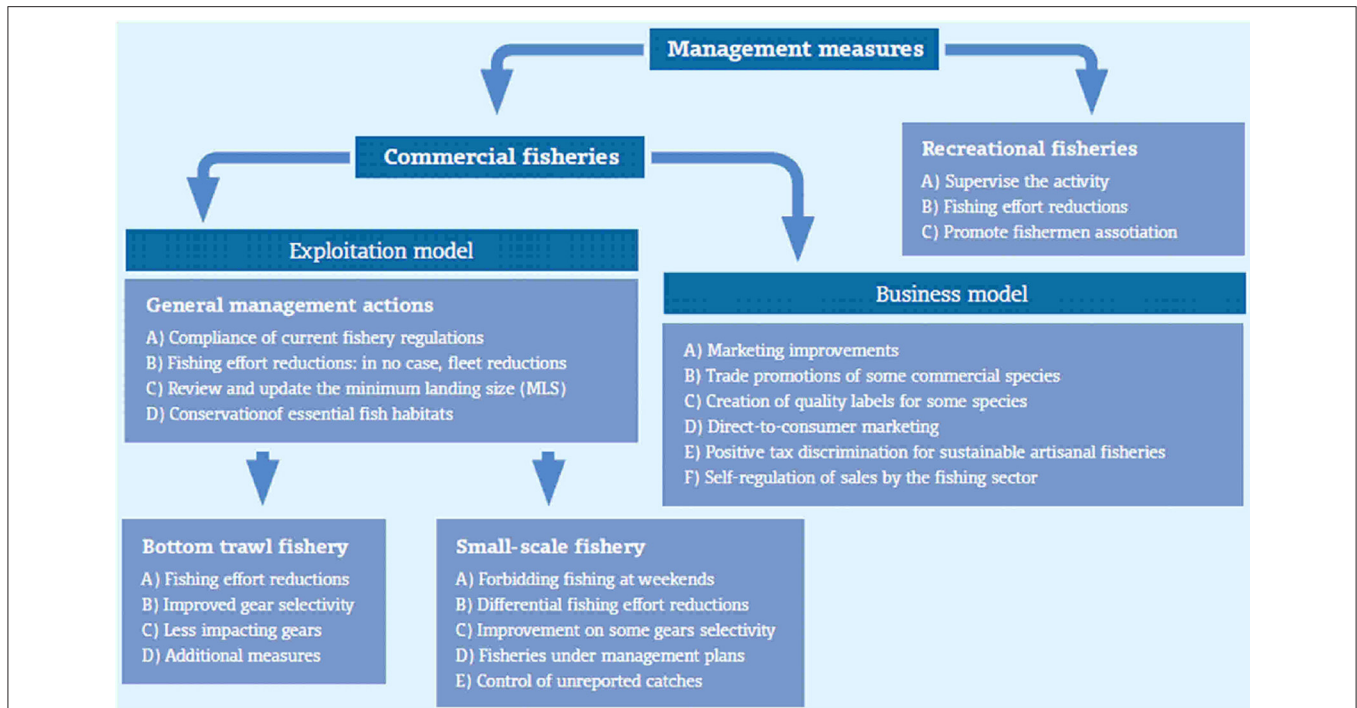 Management measures
Commercial fisheries
Recreational fisheries
A) Supervise the activity
B) Fishing effort reductions
C) Promote fishermen assotiation
Exploitation model
General management actions
A) Compliance of current fishery regulations
B) Fishing effort reductions: in no case, fleet reductions
C) Review and update the minimum landing size (MLS)
D) Conservationof essential fish habitats
Business model
A) Marketing improvements
B) Trade promotions of some commercial species
C) Creation of quality labels for some species
D) Direct-to-consumer marketing
E) Positive tax discrimination for sustainable artisanal fisheries
F) Self-regulation of sales by the fishing sector
Bottom trawl fishery
A) Fishing effort reductions
B) Improved gear selectivity
C) Less impacting gears
D) Additional measures
Small-scale fishery
A) Forbidding fishing at weekends
B) Differential fishing effort reductions
C) Improvement on some gears selectivity
D) Fisheries under management plans
E) Control of unreported catches